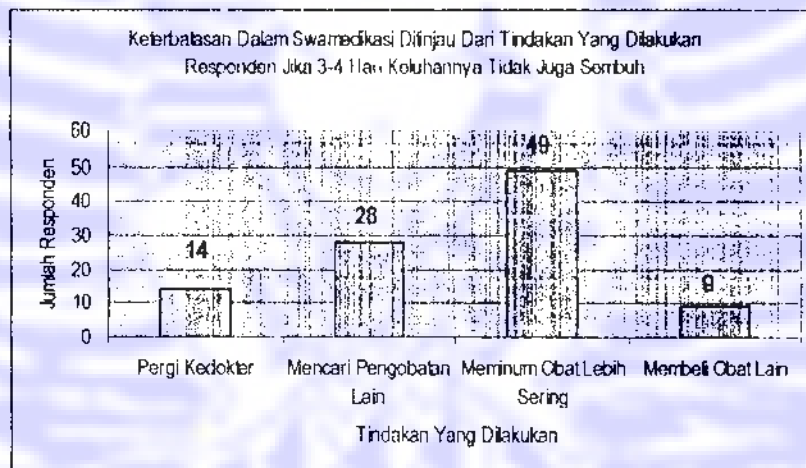 Keterbatasan Dalam Swamedikasi Ditinjau Dari Tindakan Yang Dilakukan
Responden Jika 3-4 Hari Keluhannya Tidak Juga Sembuh
Jumlah Responden
60
50
40
30
20
10
0
14
28
49
9
Pergi Kedokter
Mencari Pengobatan
Lain
Meminum Obat Lebih
Sering
Membeli Obat Lain
Tindakan Yang Dilakukan